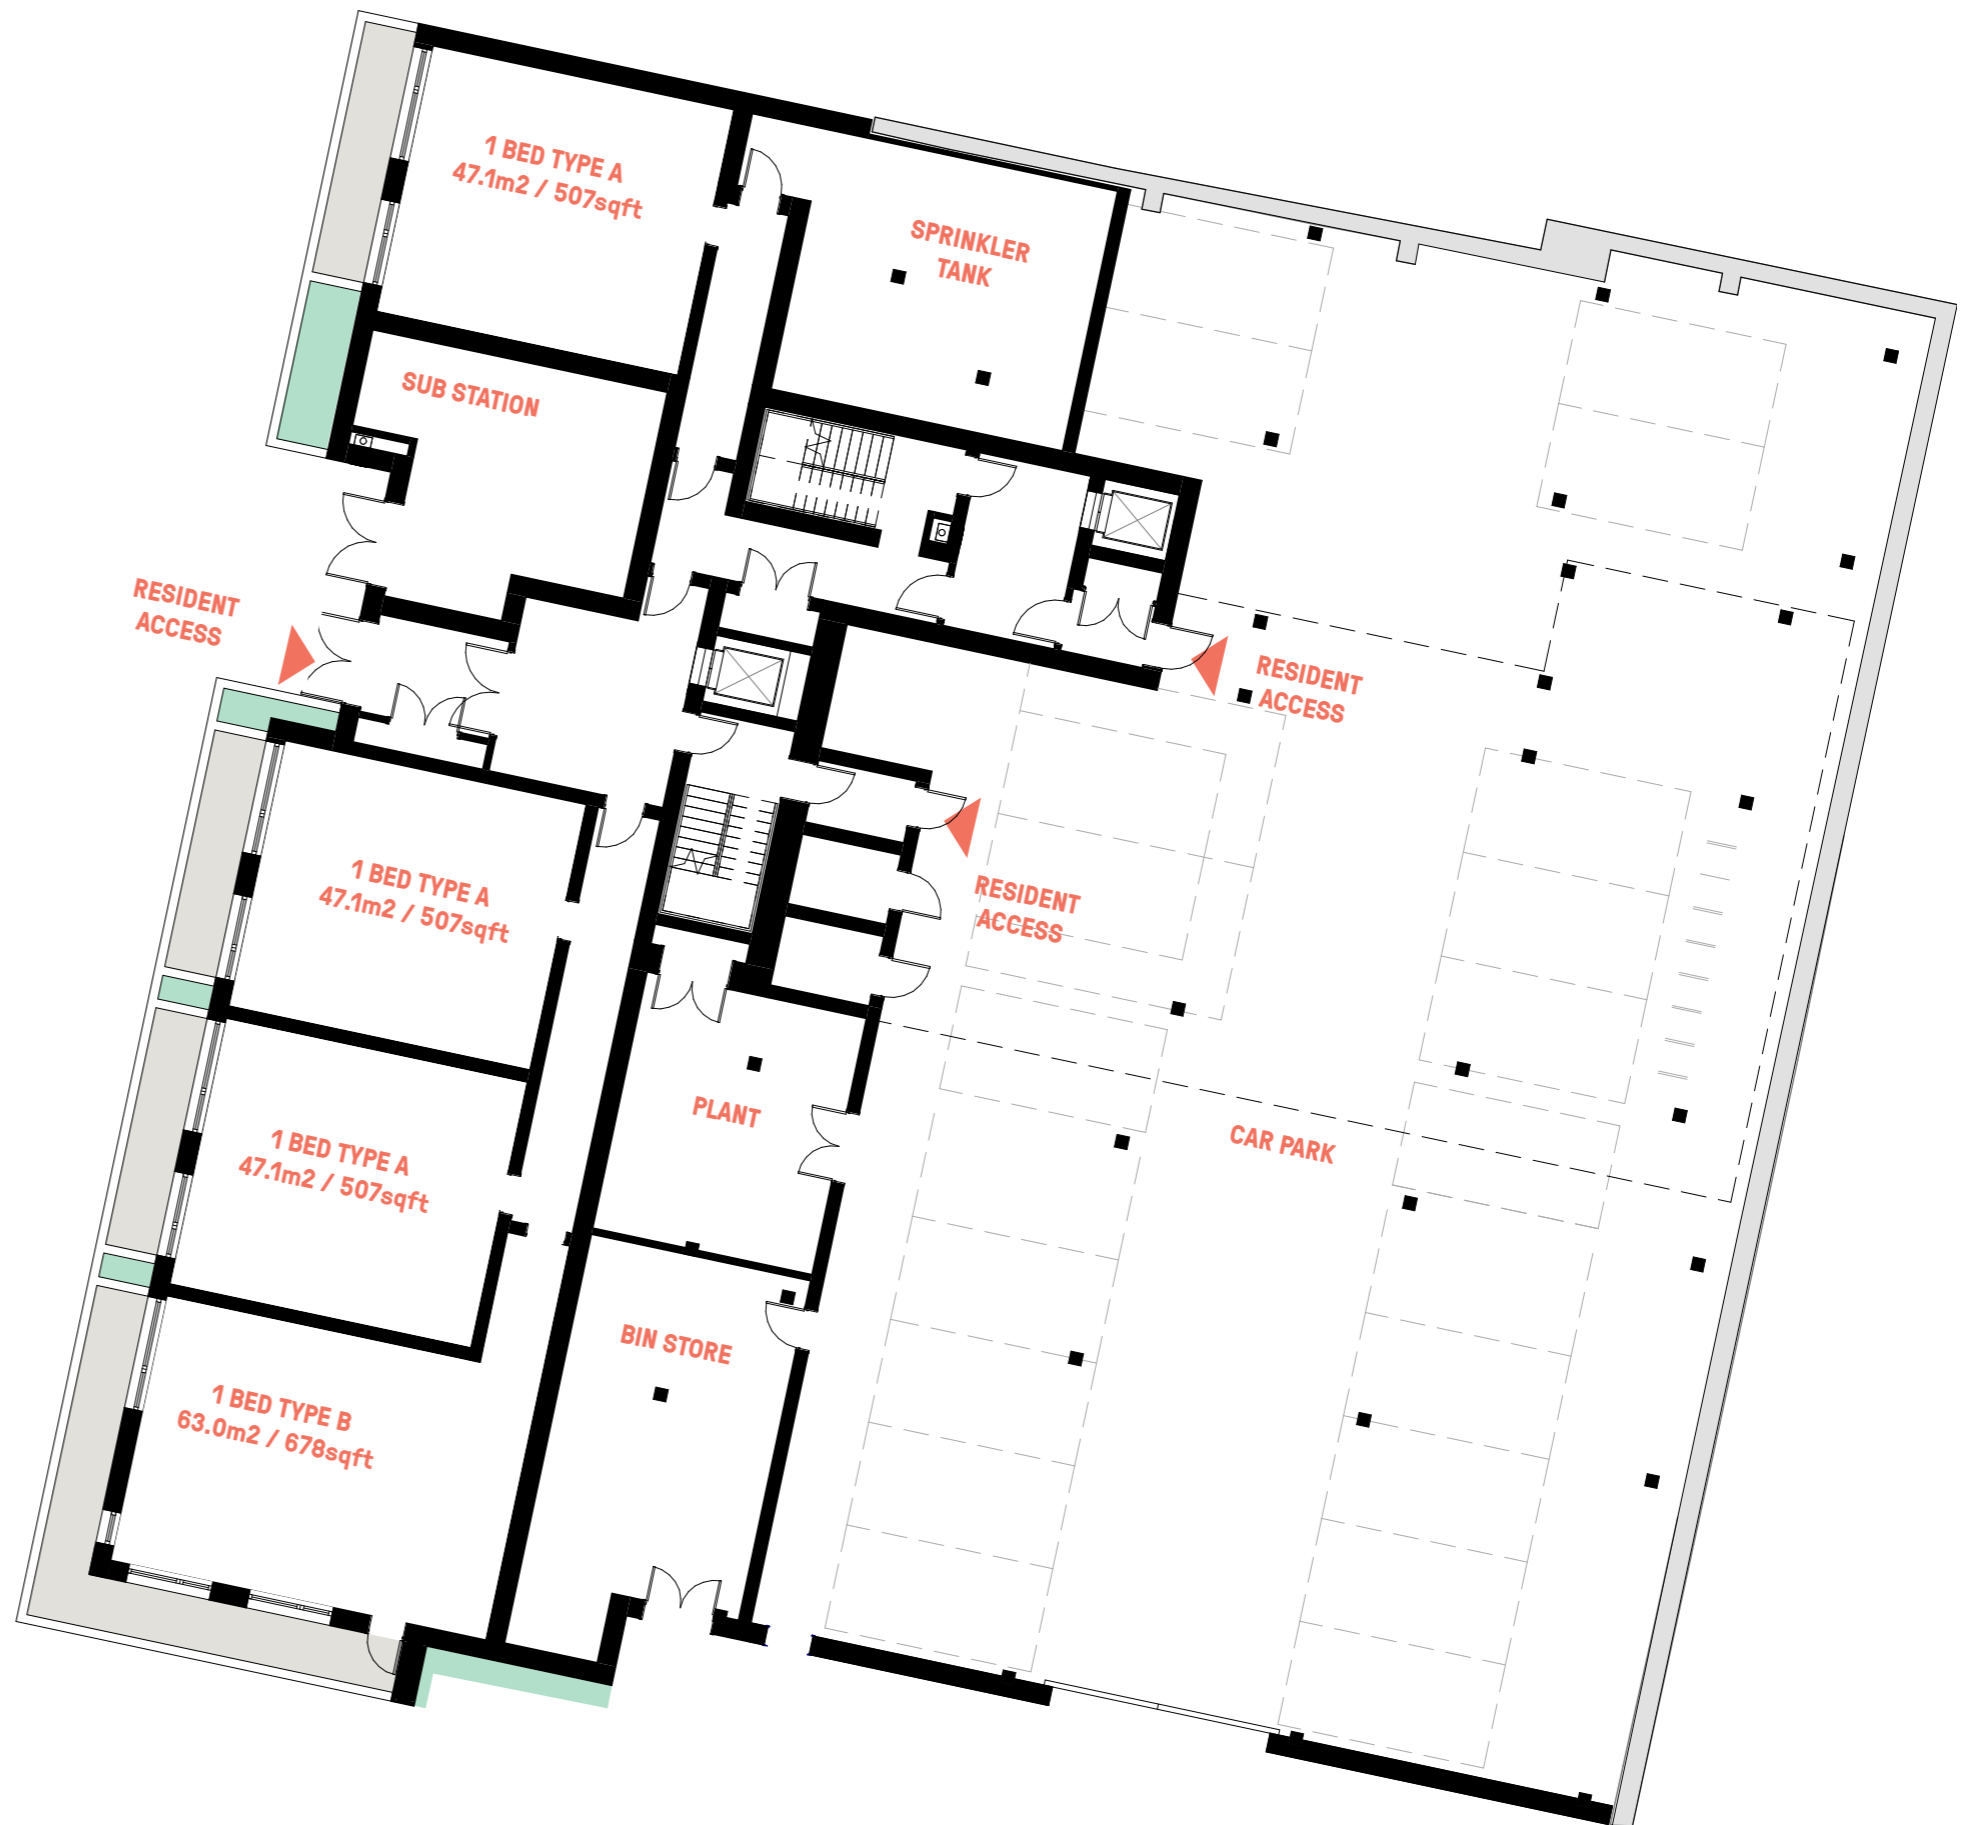 1 BED TYPE A
47.1m2 / 507sqft
SPRINKLER
TANK
SUB STATION
RESIDENT
ACCESS
RESIDENT
ACCESS
1 BED TYPE A
47.1m2 / 507sqft
RESIDENT
ACCESS
PLANT
CAR PARK
1 BED TYPE A
47.1m2 / 507sqft
BIN STORE
1 BED TYPE B
63.0m2 / 678sqft